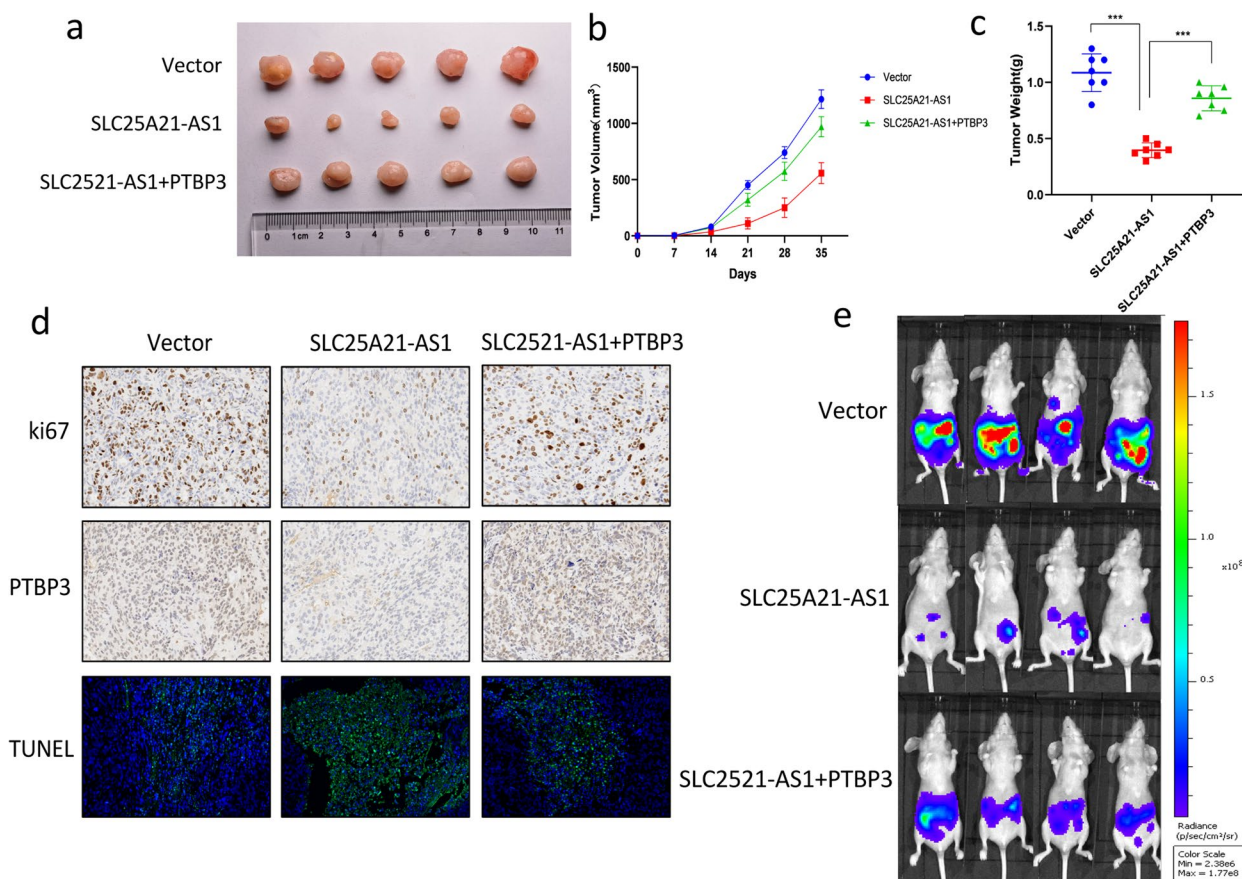 a
Vector
SLC25A21-AS1
SLC2521-AS1+PTBP3
0 1cm 2 3 4 5 6 7 8 9 10 11
b
Tumor Volume(mm³)
1500
1000
500
0
0 7 14 21 28 35
Days
Vector
SLC25A21-AS1
SLC25A21-AS1+PTBP3
c
Tumor Weight(g)
1.5
1.0
0.5
0.0
*** ***
Vector
SLC25A21-AS1
SLC25A21-AS1+PTBP3
d
Vector SLC25A21-AS1 SLC2521-AS1+PTBP3
ki67
PTBP3
TUNEL
e
Vector
SLC25A21-AS1
SLC2521-AS1+PTBP3
1.5
1.0
x10⁸
0.5
Radiance
(p/sec/cm²/sr)
Color Scale
Min = 2.38e6
Max = 1.77e8